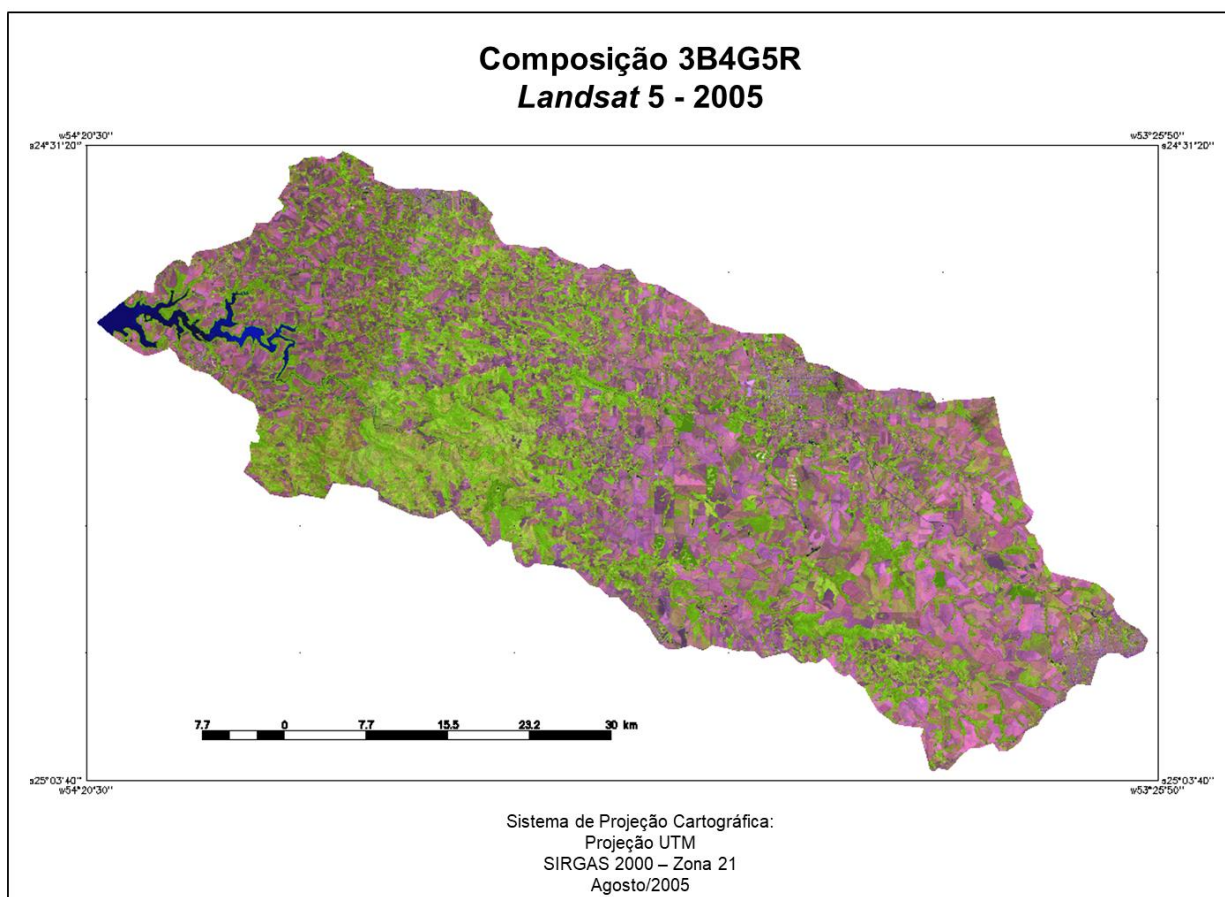 Composição 3B4G5R
Landsat 5 - 2005
w54°20'30''
w53°25'50''
s24°31'20''
s24°31'20''
7.7 0 7.7 15.5 23.2 30 km
s25°03'40''
s25°03'40''
w54°20'30''
w53°25'50''
Sistema de Projeção Cartográfica:
Projeção UTM
SIRGAS 2000 – Zona 21
Agosto/2005